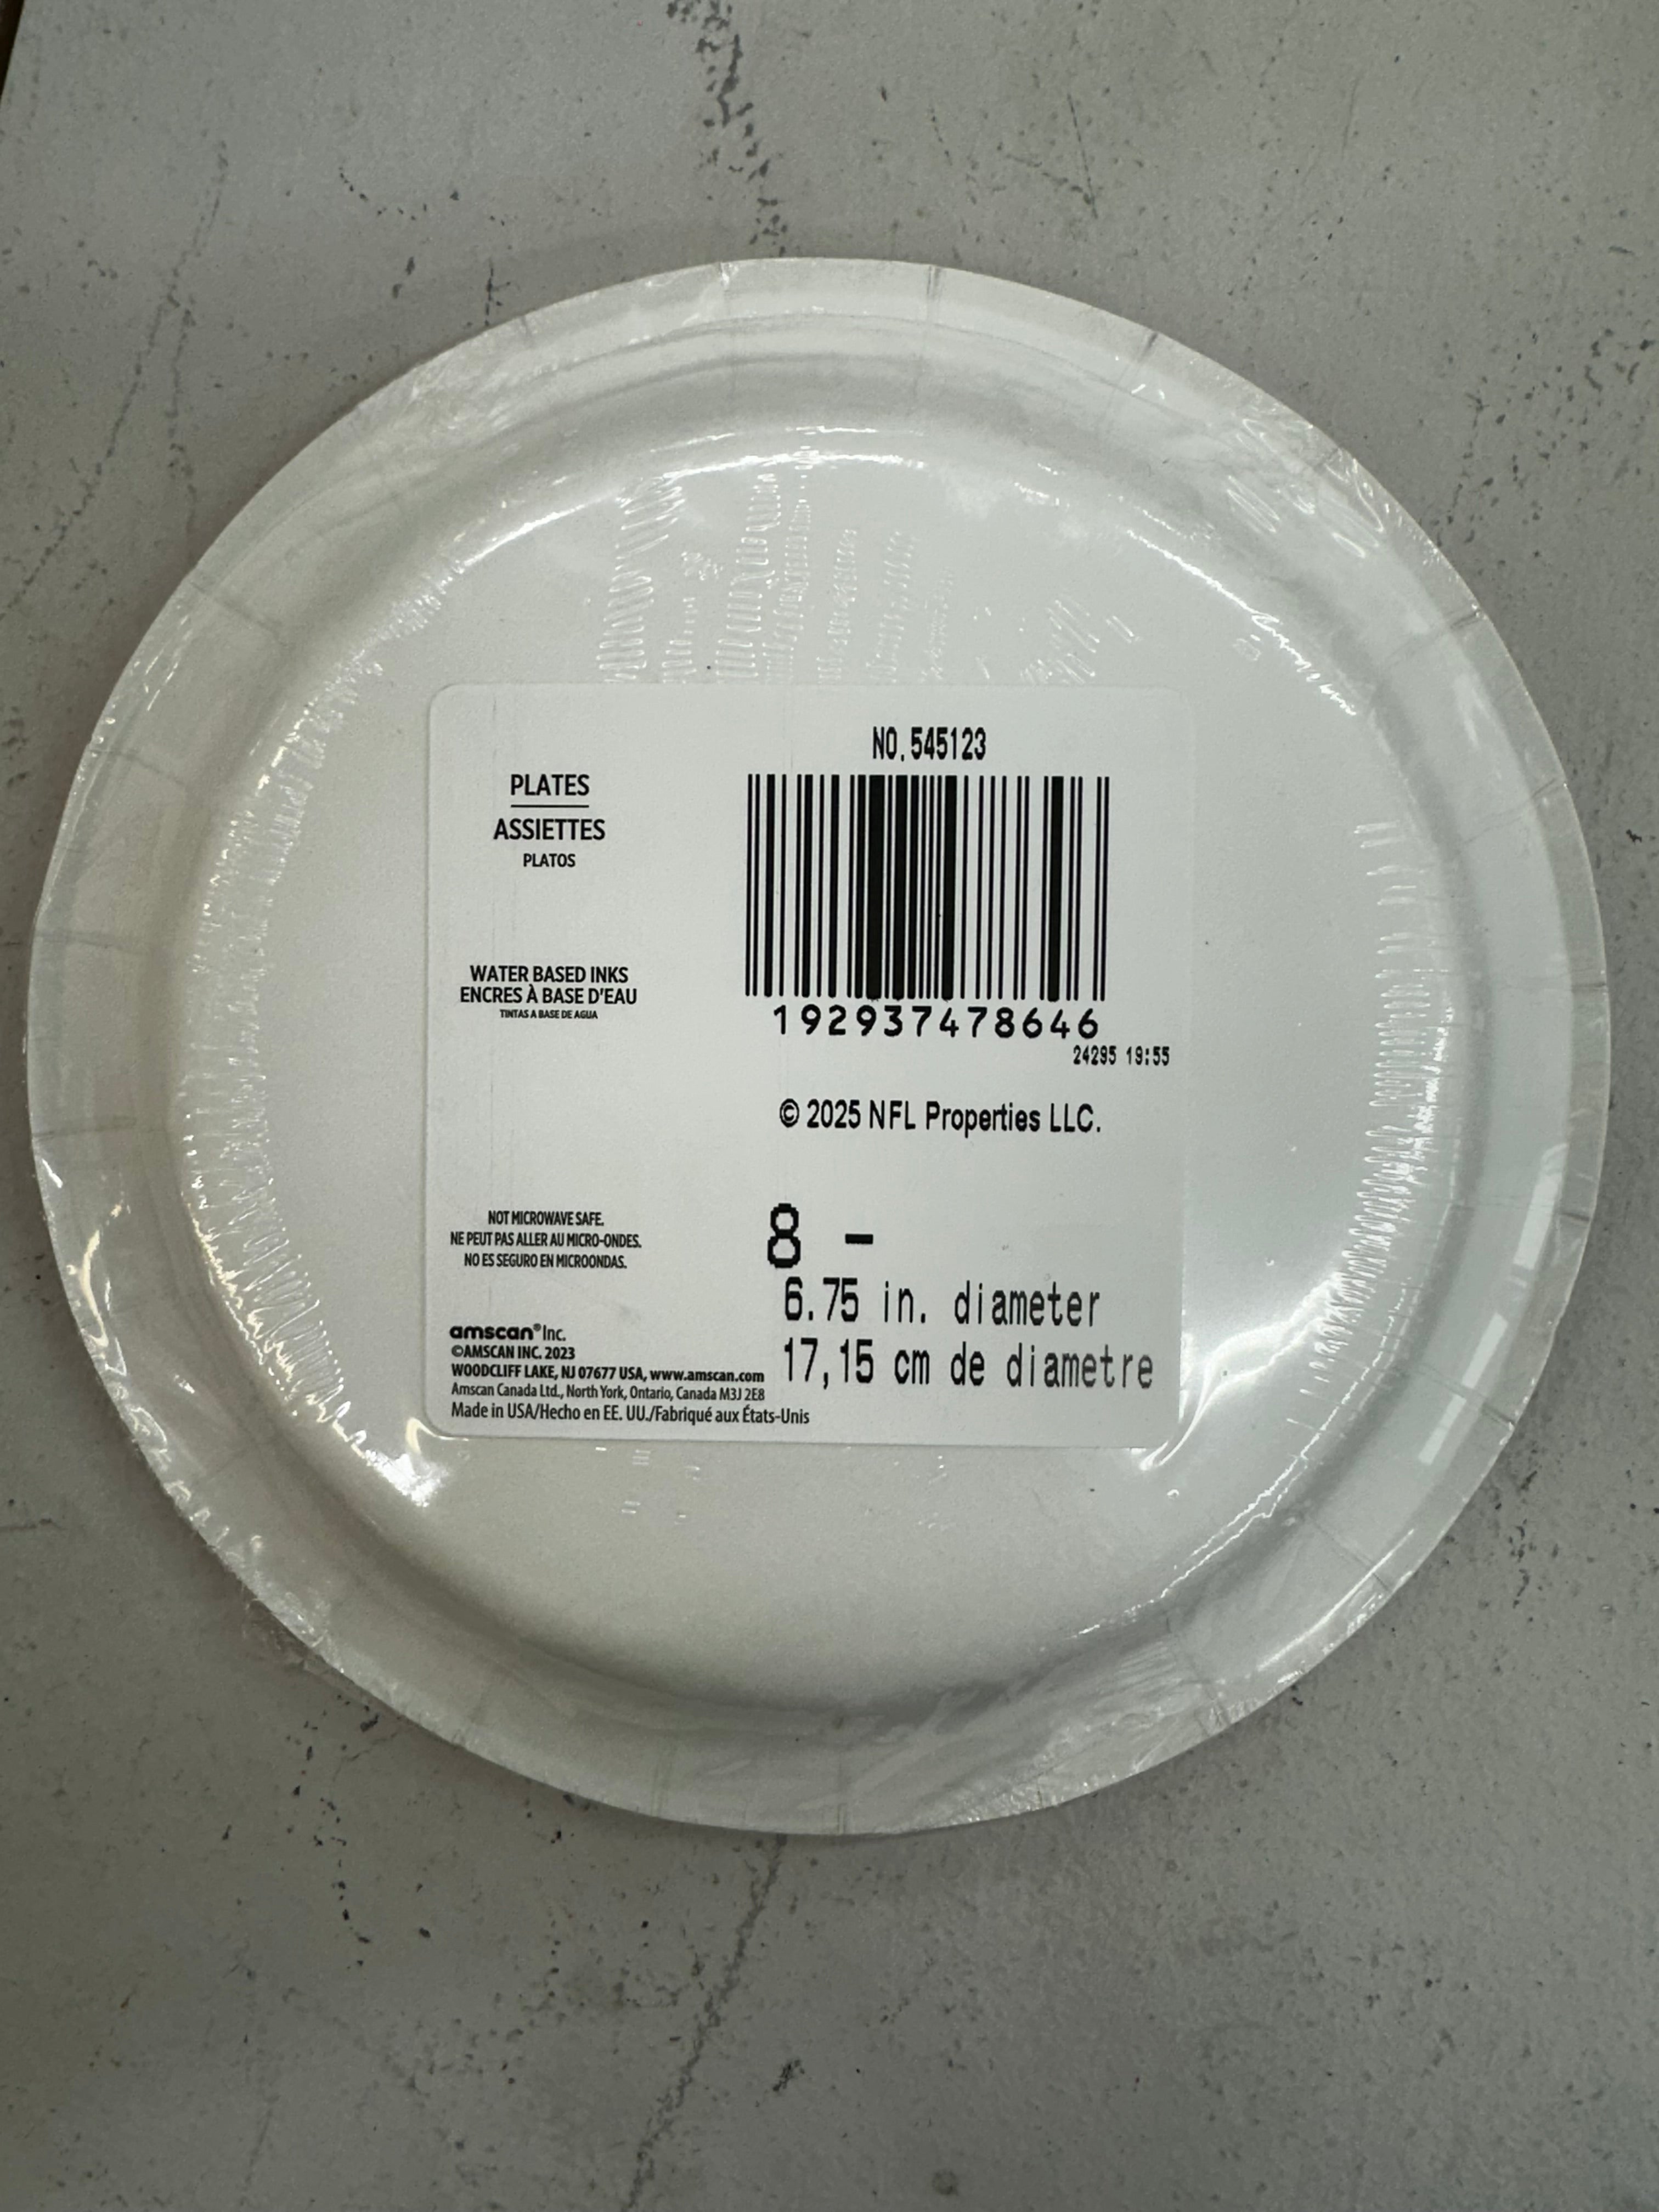 NO. 545123
PLATES
ASSIETTES
PLATOS
WATER BASED INKS
ENCRES À BASE D'EAU
TINTAS A BASE DE AGUA
192937478646
24295 19:55
© 2025 NFL Properties LLC.
NOT MICROWAVE SAFE.
NE PEUT PAS ALLER AU MICRO-ONDES.
NO ES SEGURO EN MICROONDAS.
8 -
6.75 in. diameter
17,15 cm de diametre
amscan® Inc.
©AMSCAN INC. 2023
WOODCLIFF LAKE, NJ 07677 USA, www.amscan.com
Amscan Canada Ltd., North York, Ontario, Canada M3J 2E8
Made in USA/Hecho en EE. UU./Fabriqué aux États-Unis